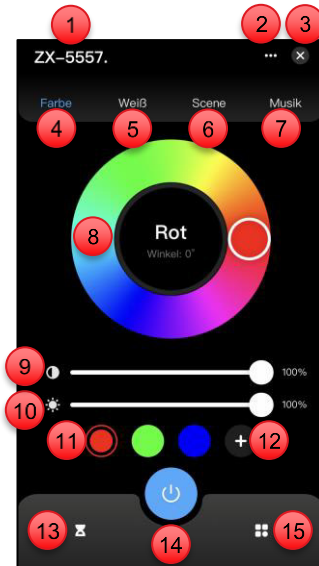 1 2 3
ZX-5557. ...
Farbe Weiß Scene Musik
4 5 6 7
8 Rot
Winkel: 0°
9 100%
10 100%
11 + 12
13 14 15